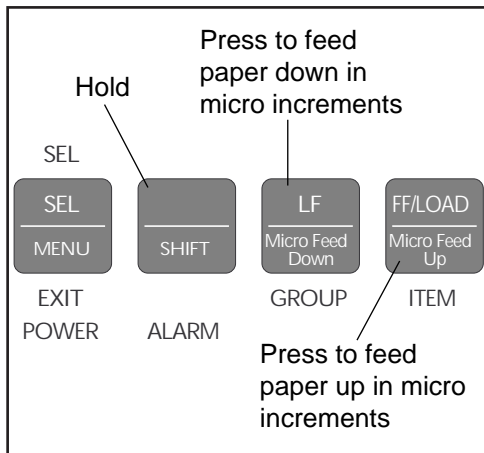 Press to feed
paper down in
micro increments
Hold
SEL
SEL
MENU
SHIFT
LF
Micro Feed
Down
FF/LOAD
Micro Feed
Up
EXIT
GROUP
ITEM
POWER
ALARM
Press to feed
paper up in micro
increments